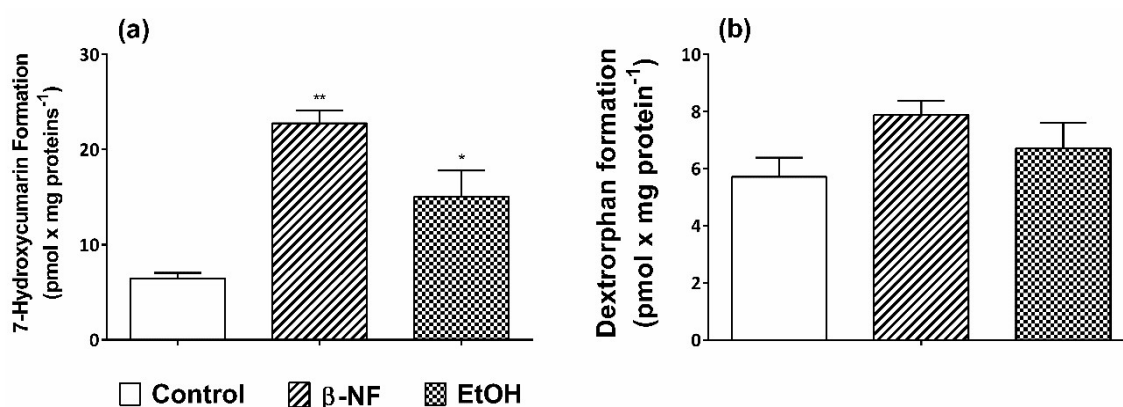 (a)
7-Hydroxycumarin Formation
(pmol x mg proteins⁻¹)
30
20
10
0
**
*
(b)
Dextrorphan formation
(pmol x mg protein⁻¹)
10
8
6
4
2
0
Control
β-NF
EtOH